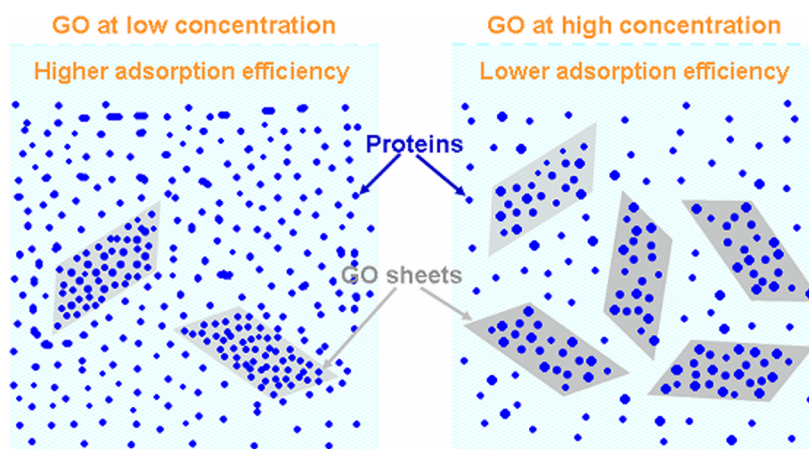 GO at low concentration
GO at high concentration
Higher adsorption efficiency
Lower adsorption efficiency
Proteins
GO sheets